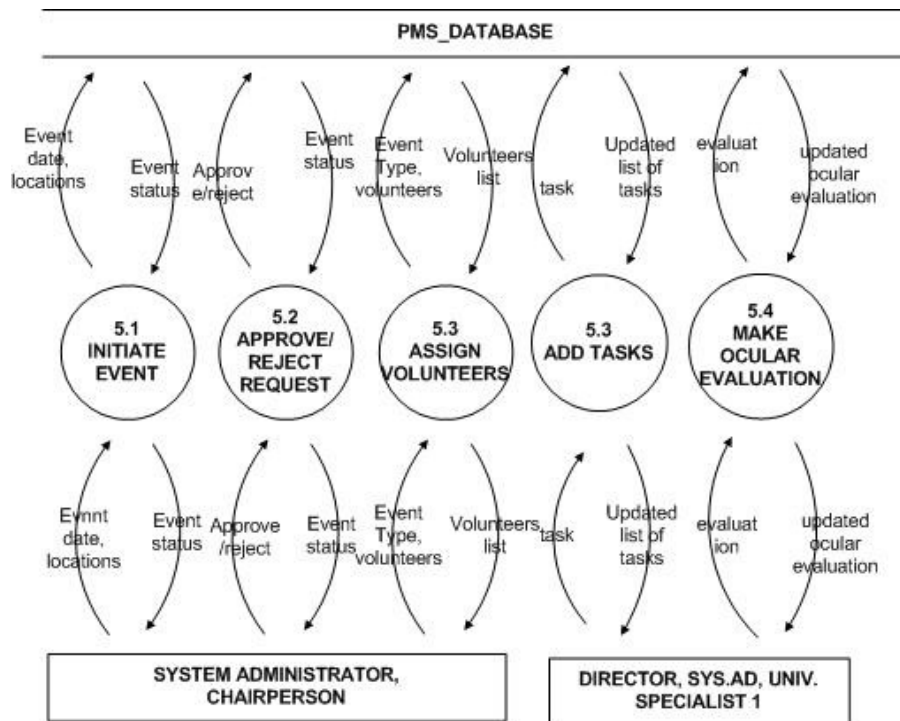 PMS_DATABASE
Event
date,
locations
Event
status
Approv
e/reject
Event
status
Event
Type,
volunteers
Volunteers
list
task
Updated
list of
tasks
evaluat
ion
updated
ocular
evaluation
5.1
INITIATE
EVENT
5.2
APPROVE/
REJECT
REQUEST
5.3
ASSIGN
VOLUNTEERS
5.3
ADD TASKS
5.4
MAKE
OCULAR
EVALUATION
Evnnt
date,
locations
Event
status
Approve
/reject
Event
status
Event
Type,
volunteers
Volunteers
list
task
Updated
list of
tasks
evaluat
ion
updated
ocular
evaluation
SYSTEM ADMINISTRATOR,
CHAIRPERSON
DIRECTOR, SYS.AD, UNIV.
SPECIALIST 1